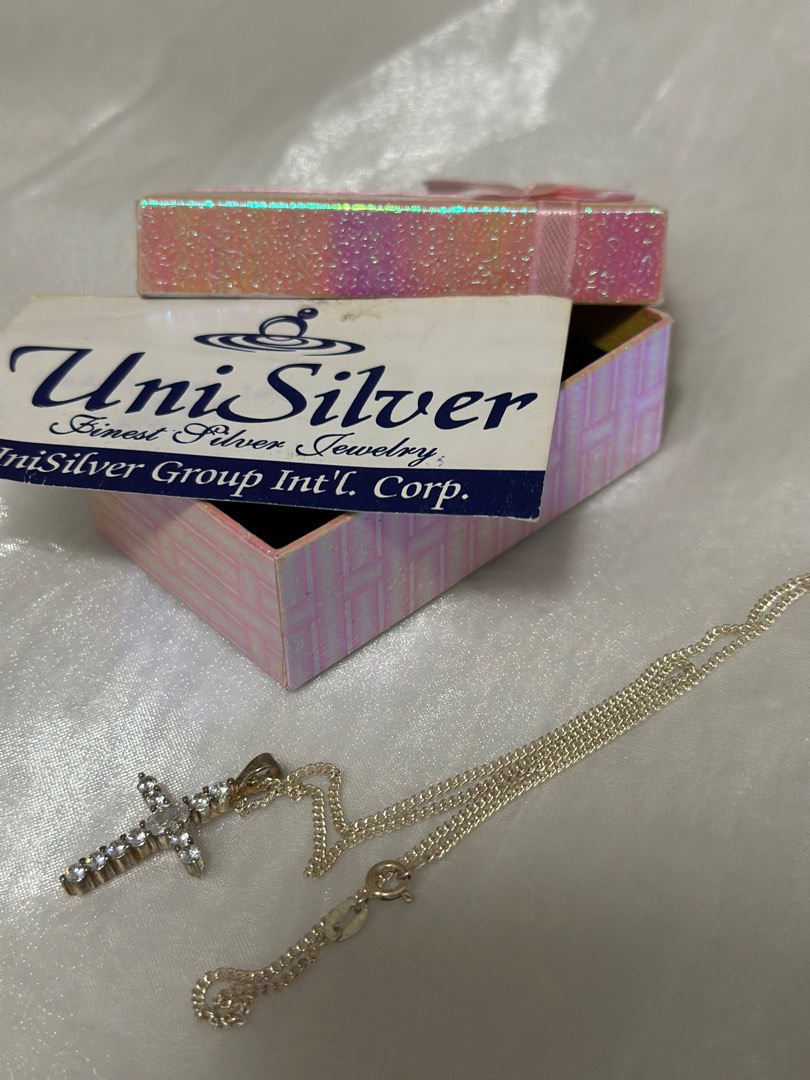 UniSilver
Finest Silver Jewelry
UniSilver Group Int'l. Corp.